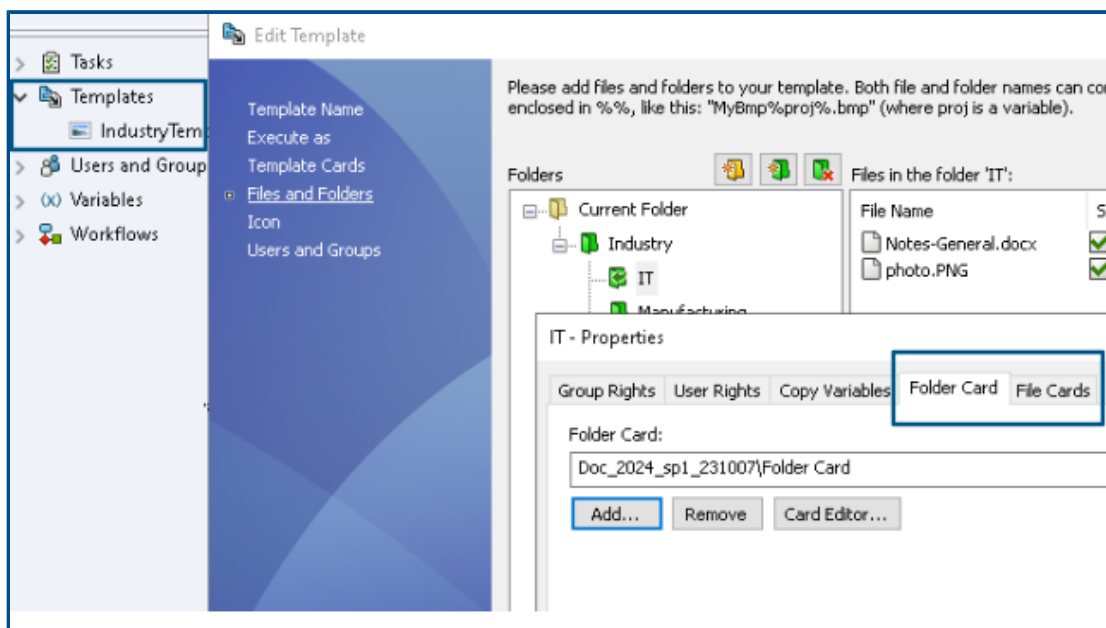 Edit Template
Tasks
Templates
Users and Group
(x) Variables
Workflows
Template Name
Execute as
Template Cards
Files and Folders
Icon
Users and Groups
Please add files and folders to your template. Both file and folder names can
enclosed in %%, like this: "MyBmp%proj%.bmp" (where proj is a variable).
Folders
Current Folder
Industry
IT
Manufacturing
Files in the folder 'IT':
File Name
Notes-General.docx
photo.PNG
IT - Properties
Group Rights User Rights Copy Variables Folder Card File Cards
Folder Card:
Doc_2024_sp1_231007\Folder Card
Add... Remove Card Editor...